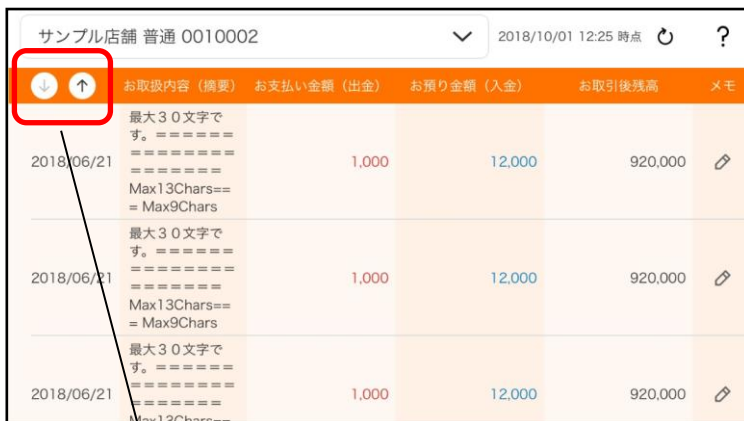 サンプル店舗 普通 0010002
2018/10/01 12:25 時点
?
お取扱内容（摘要） お支払い金額（出金） お預り金額（入金） お取引後残高 メモ
最大３０文字で
す。＝＝＝＝＝＝
2018/06/21 ＝＝＝＝＝＝＝＝ 1,000 12,000 920,000
＝＝＝＝＝＝＝
Max13Chars==
= Max9Chars
最大３０文字で
す。＝＝＝＝＝＝
2018/06/21 ＝＝＝＝＝＝＝＝ 1,000 12,000 920,000
＝＝＝＝＝＝＝
Max13Chars==
= Max9Chars
最大３０文字で
す。＝＝＝＝＝＝
2018/06/21 ＝＝＝＝＝＝＝＝ 1,000 12,000 920,000
＝＝＝＝＝＝＝
Max13Chars==